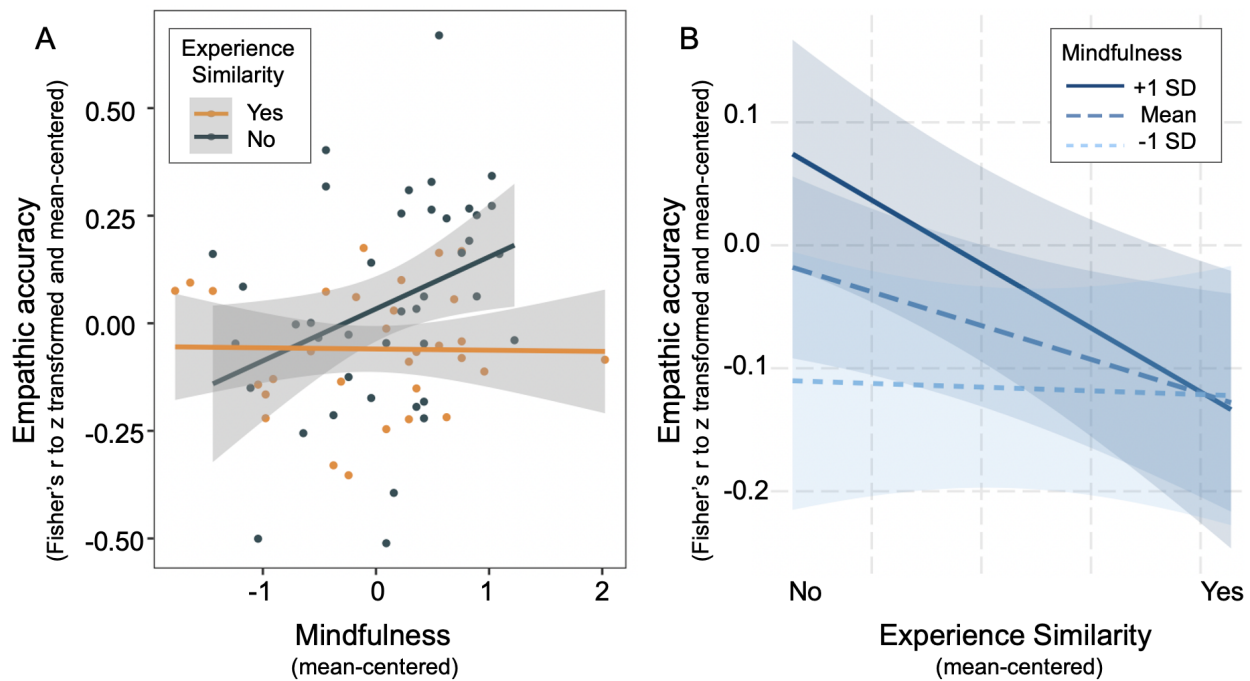 A
Experience
Similarity
Yes
No
Empathic accuracy
(Fisher's r to z transformed and mean-centered)
0.50
0.25
0.00
-0.25
-0.50
-1
0
1
2
Mindfulness
(mean-centered)
B
Mindfulness
+1 SD
Mean
-1 SD
Empathic accuracy
(Fisher's r to z transformed and mean-centered)
0.1
0.0
-0.1
-0.2
No
Yes
Experience Similarity
(mean-centered)